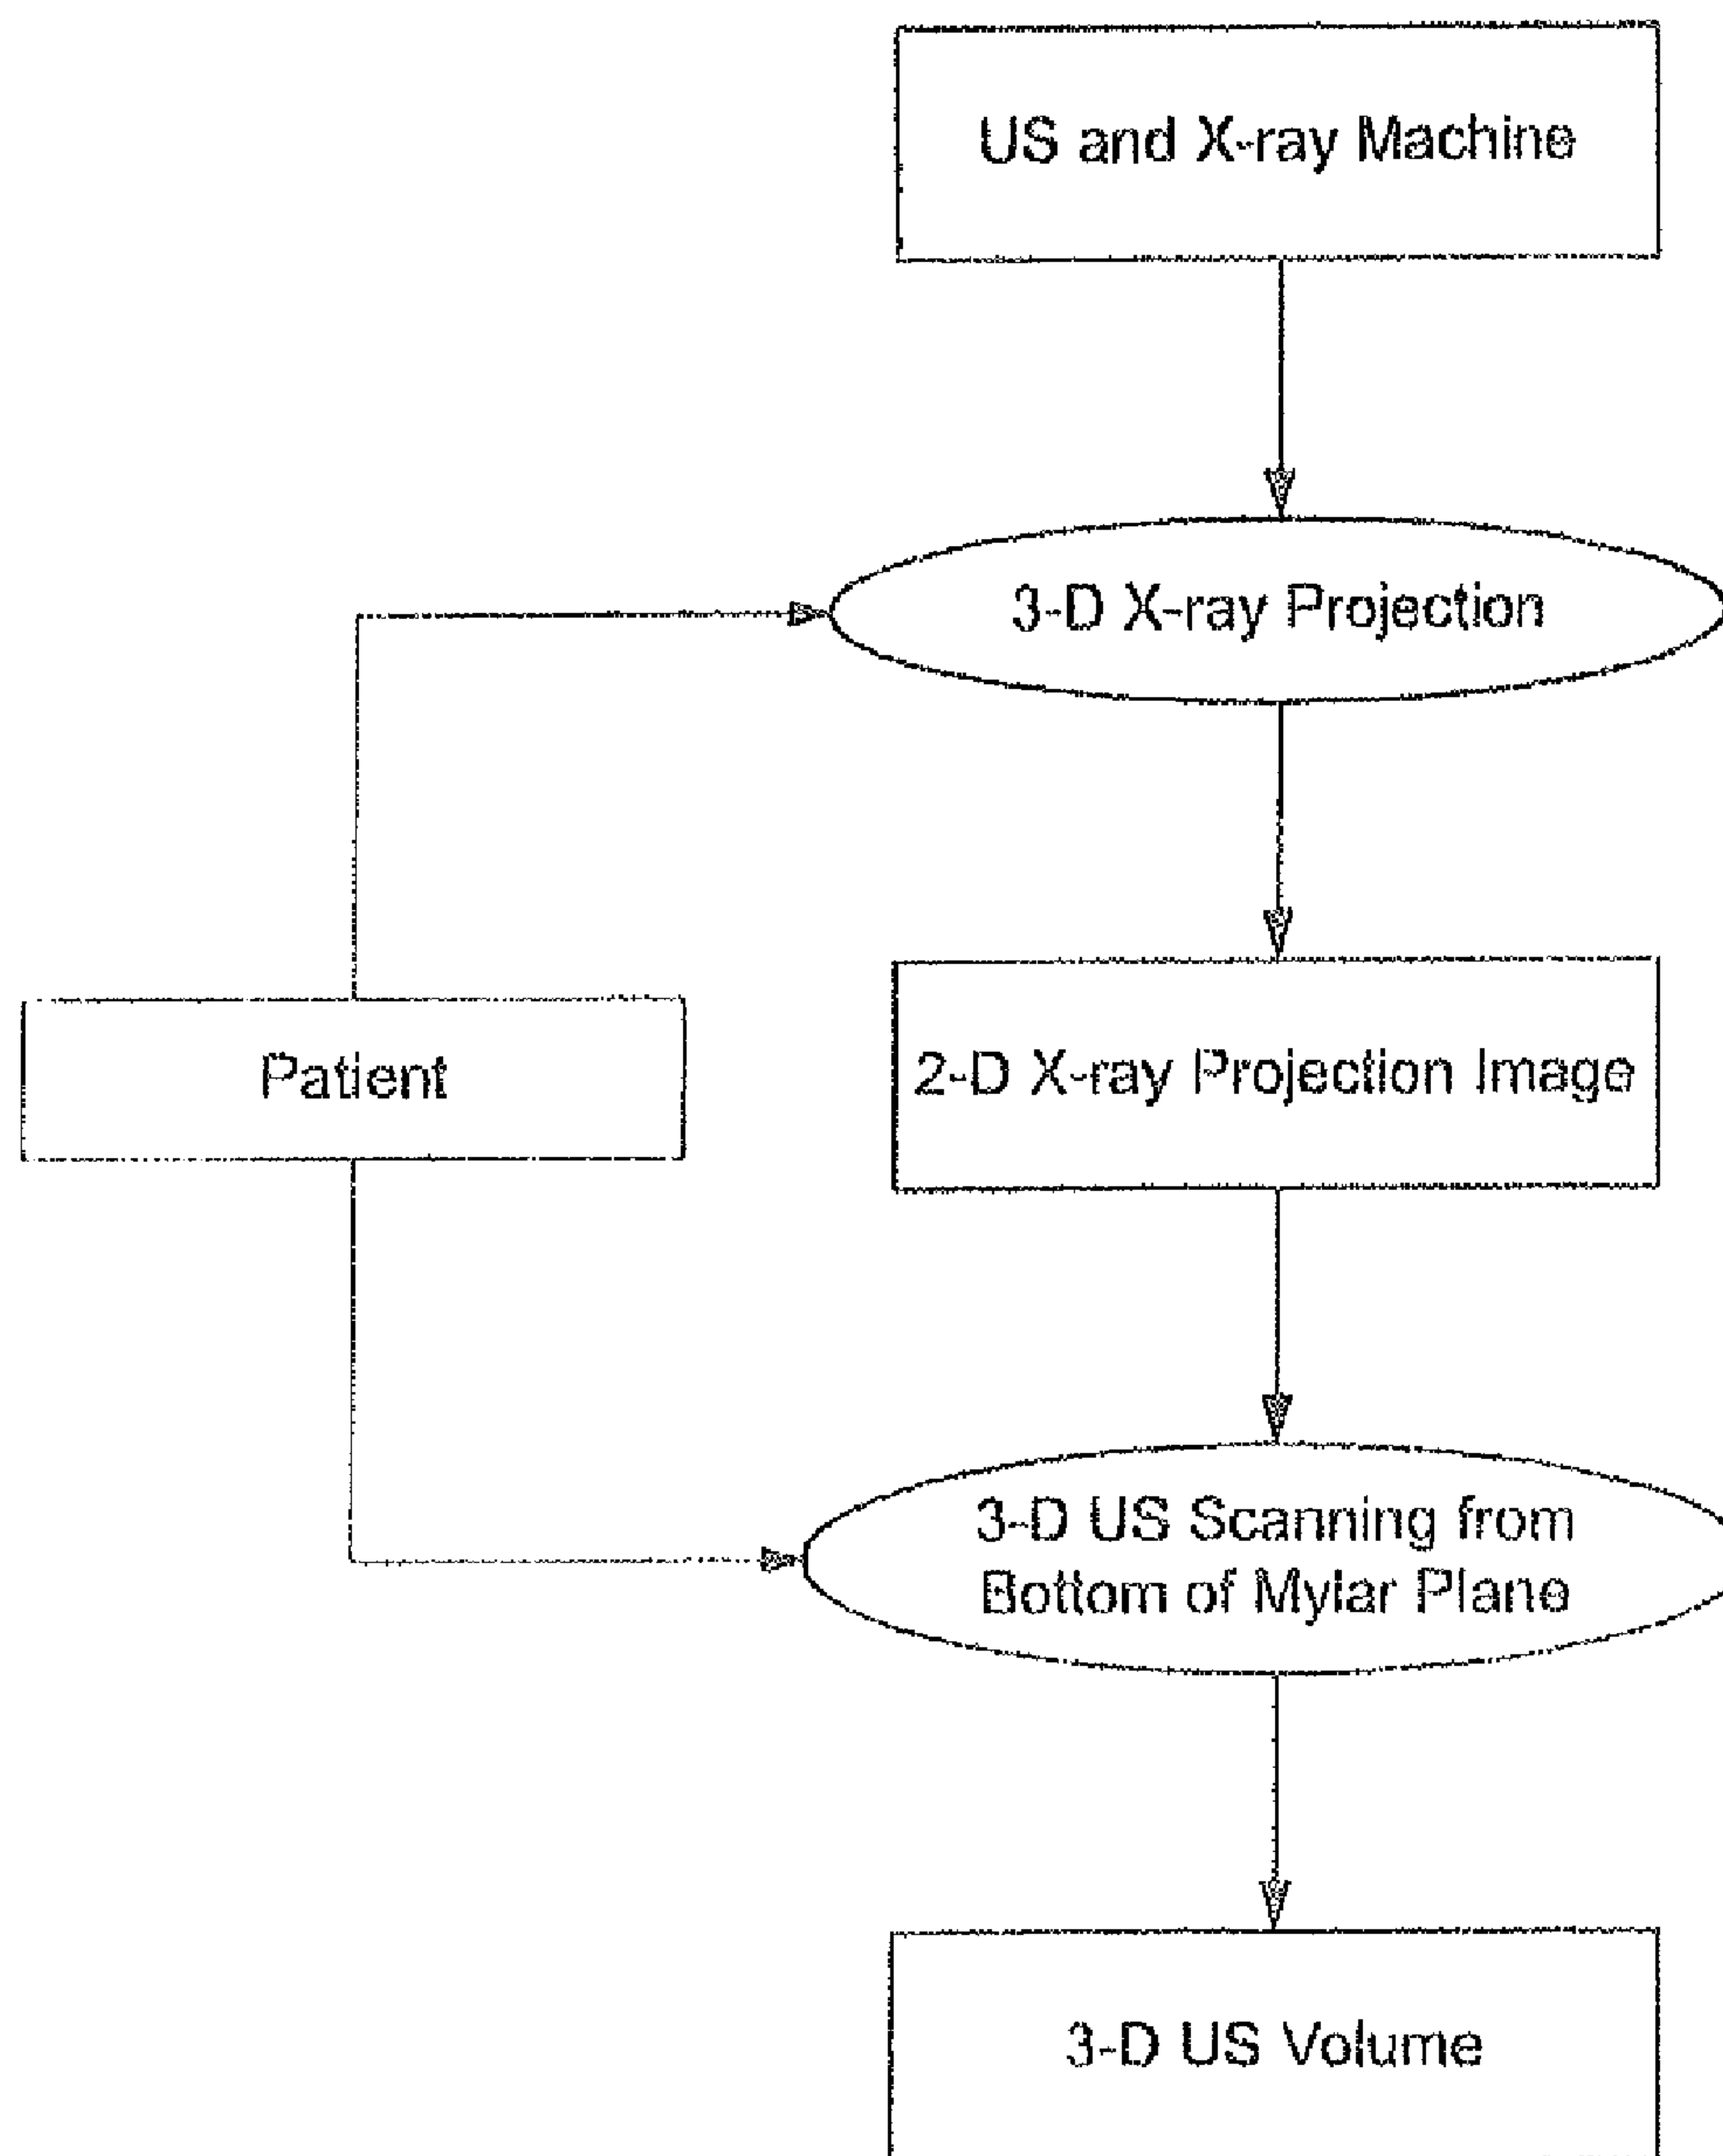 US and X-ray Machine
3-D X-ray Projection
Patient
2-D X-ray Projection Image
3-D US Scanning from
Bottom of Mylar Plane
3-D US Volume